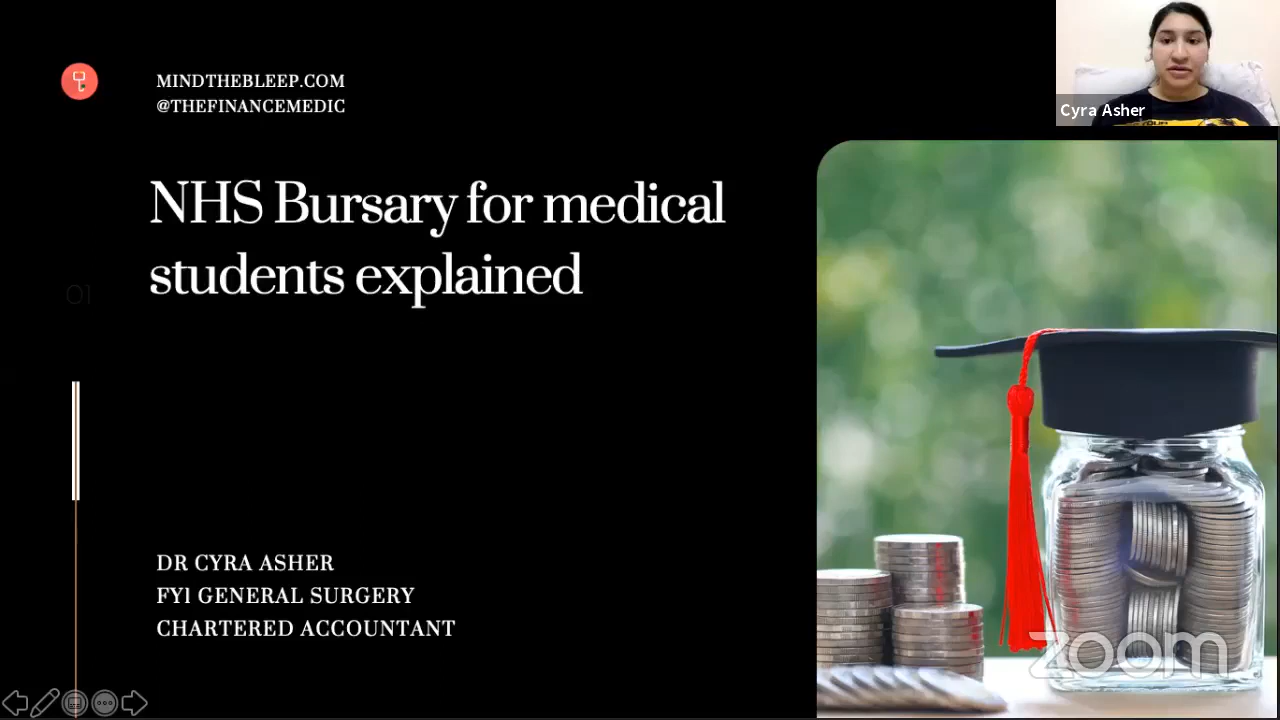 MINDTHEBLEEP.COM
@THEFINANCEMEDIC
Cyra Asher
NHS Bursary for medical
students explained
01
DR CYRA ASHER
FY1 GENERAL SURGERY
CHARTERED ACCOUNTANT
zoom